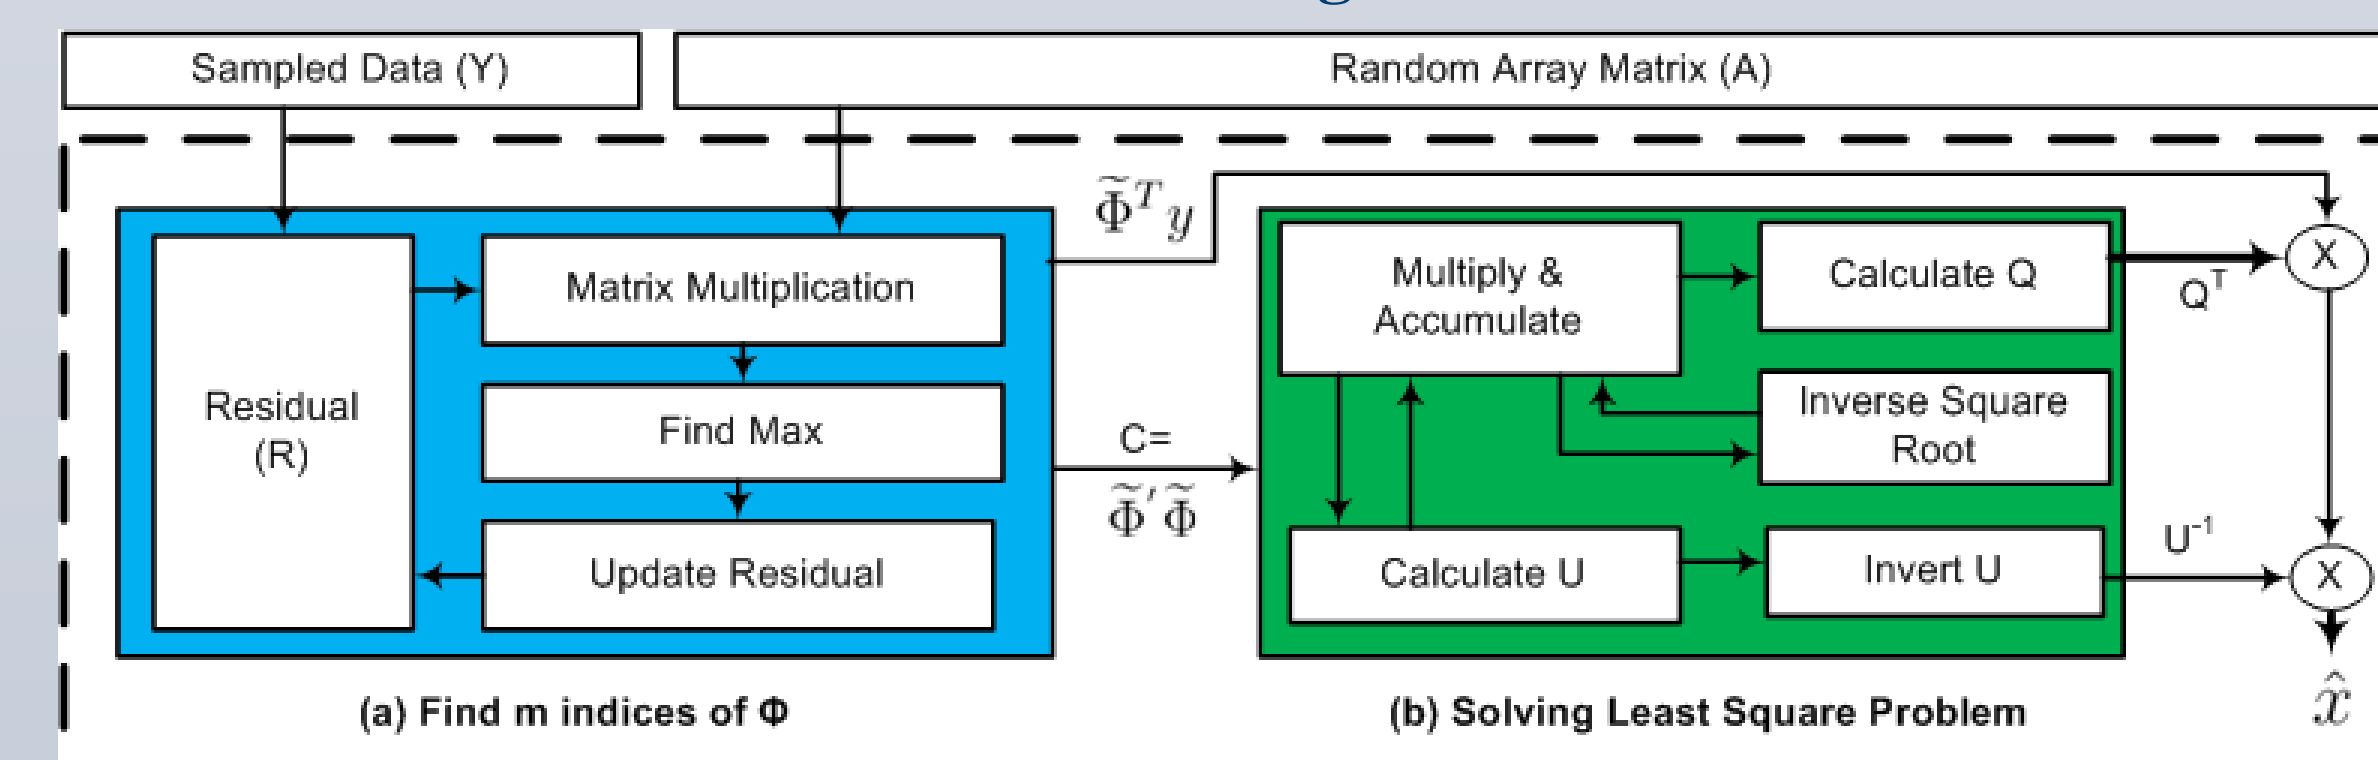 Sampled Data (Y)
Random Array Matrix (A)
Φ̃ᵀy
Residual
(R)
Matrix Multiplication
Find Max
Update Residual
C=
Φ̃′Φ̃
Multiply &
Accumulate
Calculate Q
Inverse Square
Root
Calculate U
Invert U
Qᵀ
X
U⁻¹
X
x̂
(a) Find m indices of Φ
(b) Solving Least Square Problem